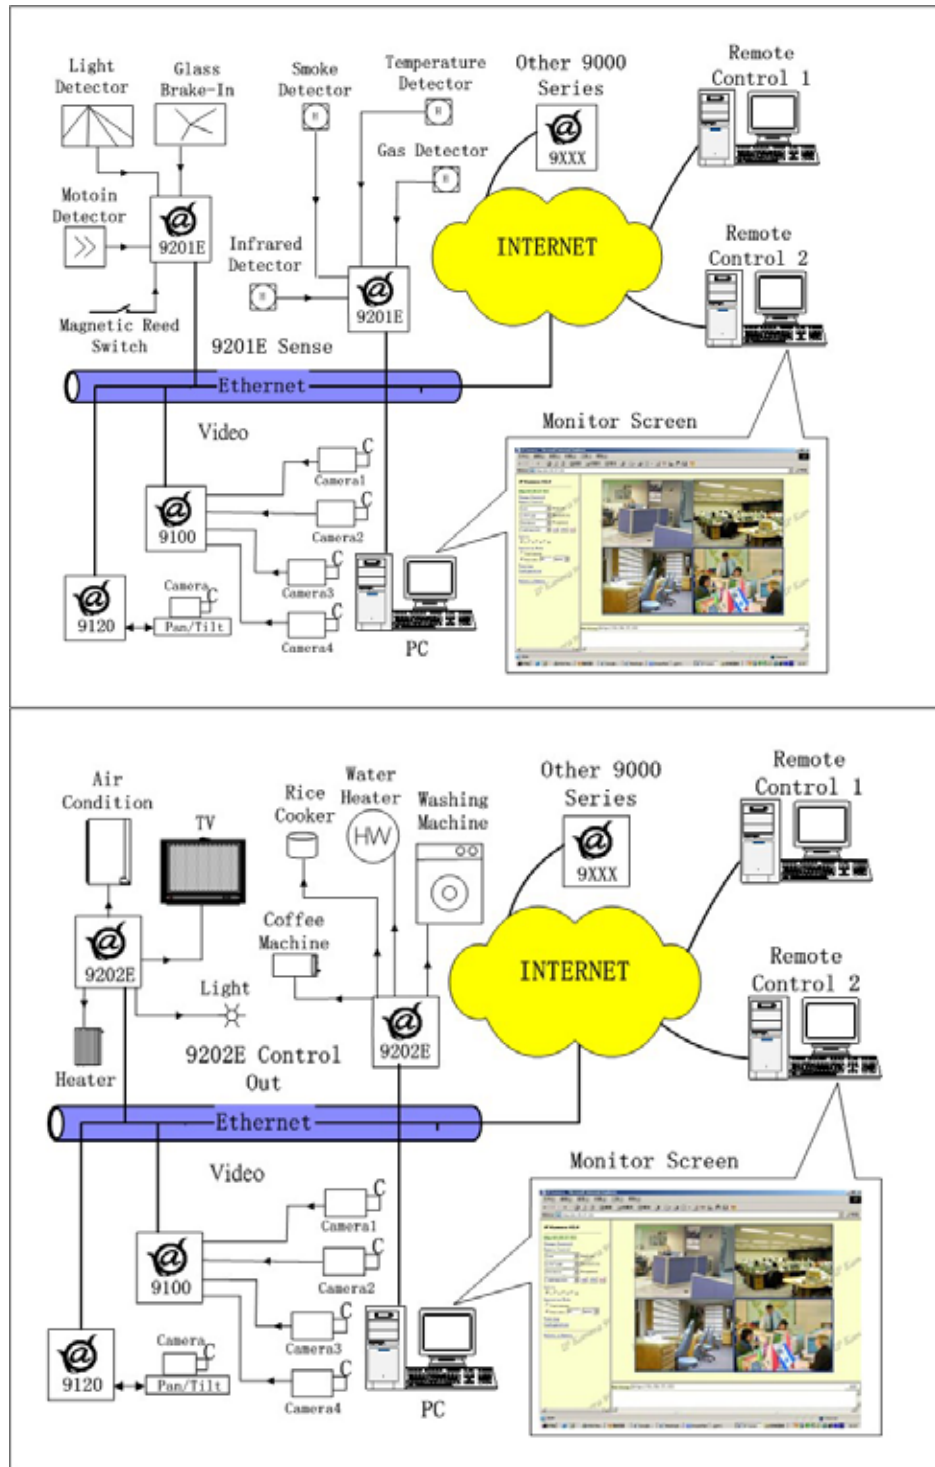 Light
Detector
Glass
Brake-In
Smoke
Detector
Temperature
Detector
Other 9000
Series
Remote
Control 1
H
H
9XXX
Gas Detector
H
Motoin
Detector
9201E
Infrared
Detector
H
9201E
INTERNET
Remote
Control 2
Magnetic Reed
Switch
9201E Sense
Ethernet
Video
Monitor Screen
C
Camera1
C
Camera2
9100
C
Camera3
Camera
C
9120
Pan/Tilt
C
Camera4
PC
Air
Condition
TV
Rice
Cooker
Water
Heater
HW
Washing
Machine
Other 9000
Series
9XXX
Remote
Control 1
Coffee
Machine
9202E
Light
Heater
9202E
INTERNET
Remote
Control 2
9202E Control
Out
Ethernet
Video
Monitor Screen
C
Camera1
C
Camera2
9100
C
Camera3
Camera
C
9120
Pan/Tilt
C
Camera4
PC